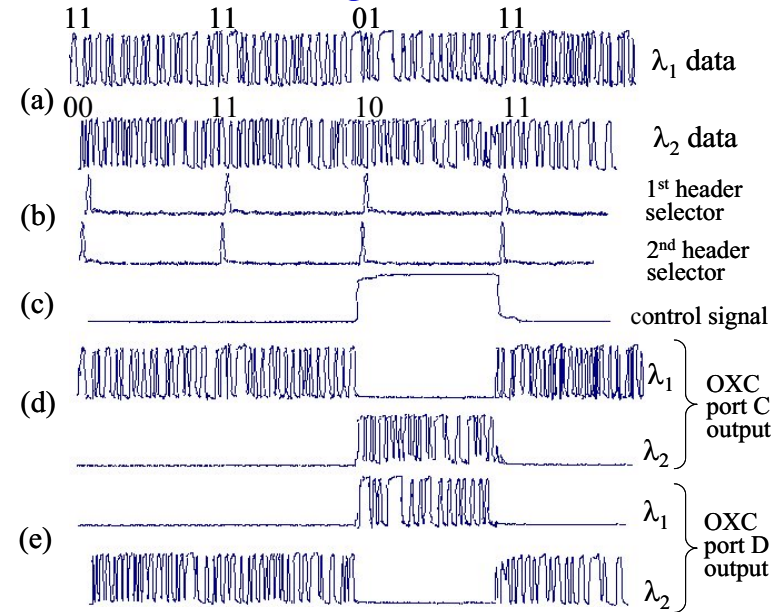 11 11 01 11
λ1 data
(a)
00 11 10 11
λ2 data
(b)
1st header
selector
2nd header
selector
(c)
control signal
(d)
λ1
λ2
OXC
port C
output
(e)
λ1
λ2
OXC
port D
output